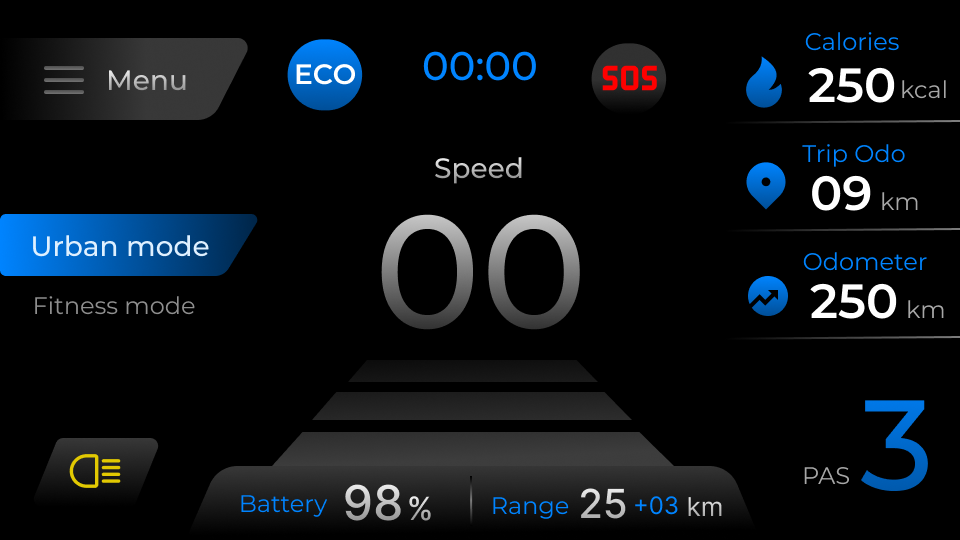 Menu
ECO
00:00
SOS
Calories
250 kcal
Trip Odo
09 km
Odometer
250 km
Speed
00
Urban mode
Fitness mode
PAS 3
Battery 98 %
Range 25 +03 km